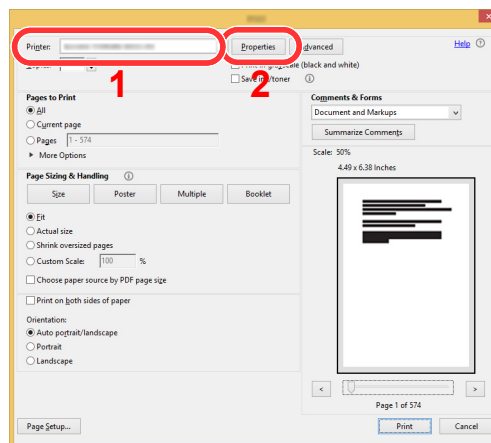 Printer:
Properties
Advanced
Help
1
2
(black and white)
Save ink/toner
Pages to Print
All
Current page
Pages
1 - 574
More Options
Comments & Forms
Document and Markups
Summarize Comments
Scale: 50%
4.49 x 6.38 Inches
Page Sizing & Handling
Size
Poster
Multiple
Booklet
Fit
Actual size
Shrink oversized pages
Custom Scale:
100
%
Choose paper source by PDF page size
Print on both sides of paper
Orientation:
Auto portrait/landscape
Portrait
Landscape
<
>
Page 1 of 574
Page Setup...
Print
Cancel